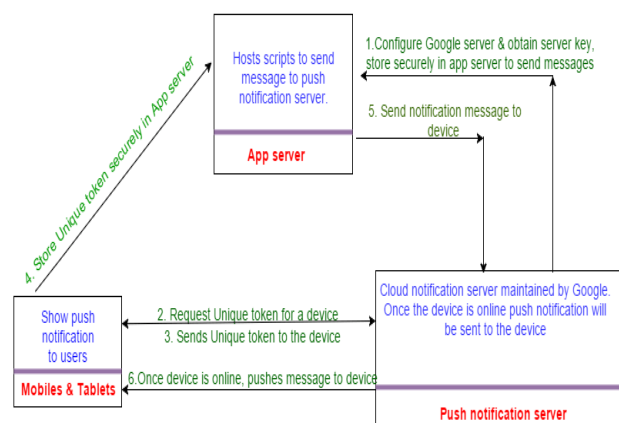 Hosts scripts to send
message to push
notification server.
App server
1.Configure Google server & obtain server key,
store securely in app server to send messages
5. Send notification message to
device
4. Store Unique token securely in App server
Cloud notification server maintained by Google.
Once the device is online push notification will
be sent to the device
Push notification server
Show push
notification
to users
Mobiles & Tablets
2. Request Unique token for a device
3. Sends Unique token to the device
6.Once device is online, pushes message to device